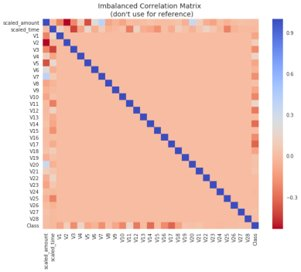 Imbalanced Correlation Matrix
(don't use for reference)
scaled_amount
scaled_time
V1
V2
V3
V4
V5
V6
V7
V8
V9
V10
V11
V12
V13
V14
V15
V16
V17
V18
V19
V20
V21
V22
V23
V24
V25
V26
V27
V28
Class
0.9
0.6
0.3
0.0
−0.3
scaled_amount
scaled_time
V1
V2
V3
V4
V5
V6
V7
V8
V9
V10
V11
V12
V13
V14
V15
V16
V17
V18
V19
V20
V21
V22
V23
V24
V25
V26
V27
V28
Class